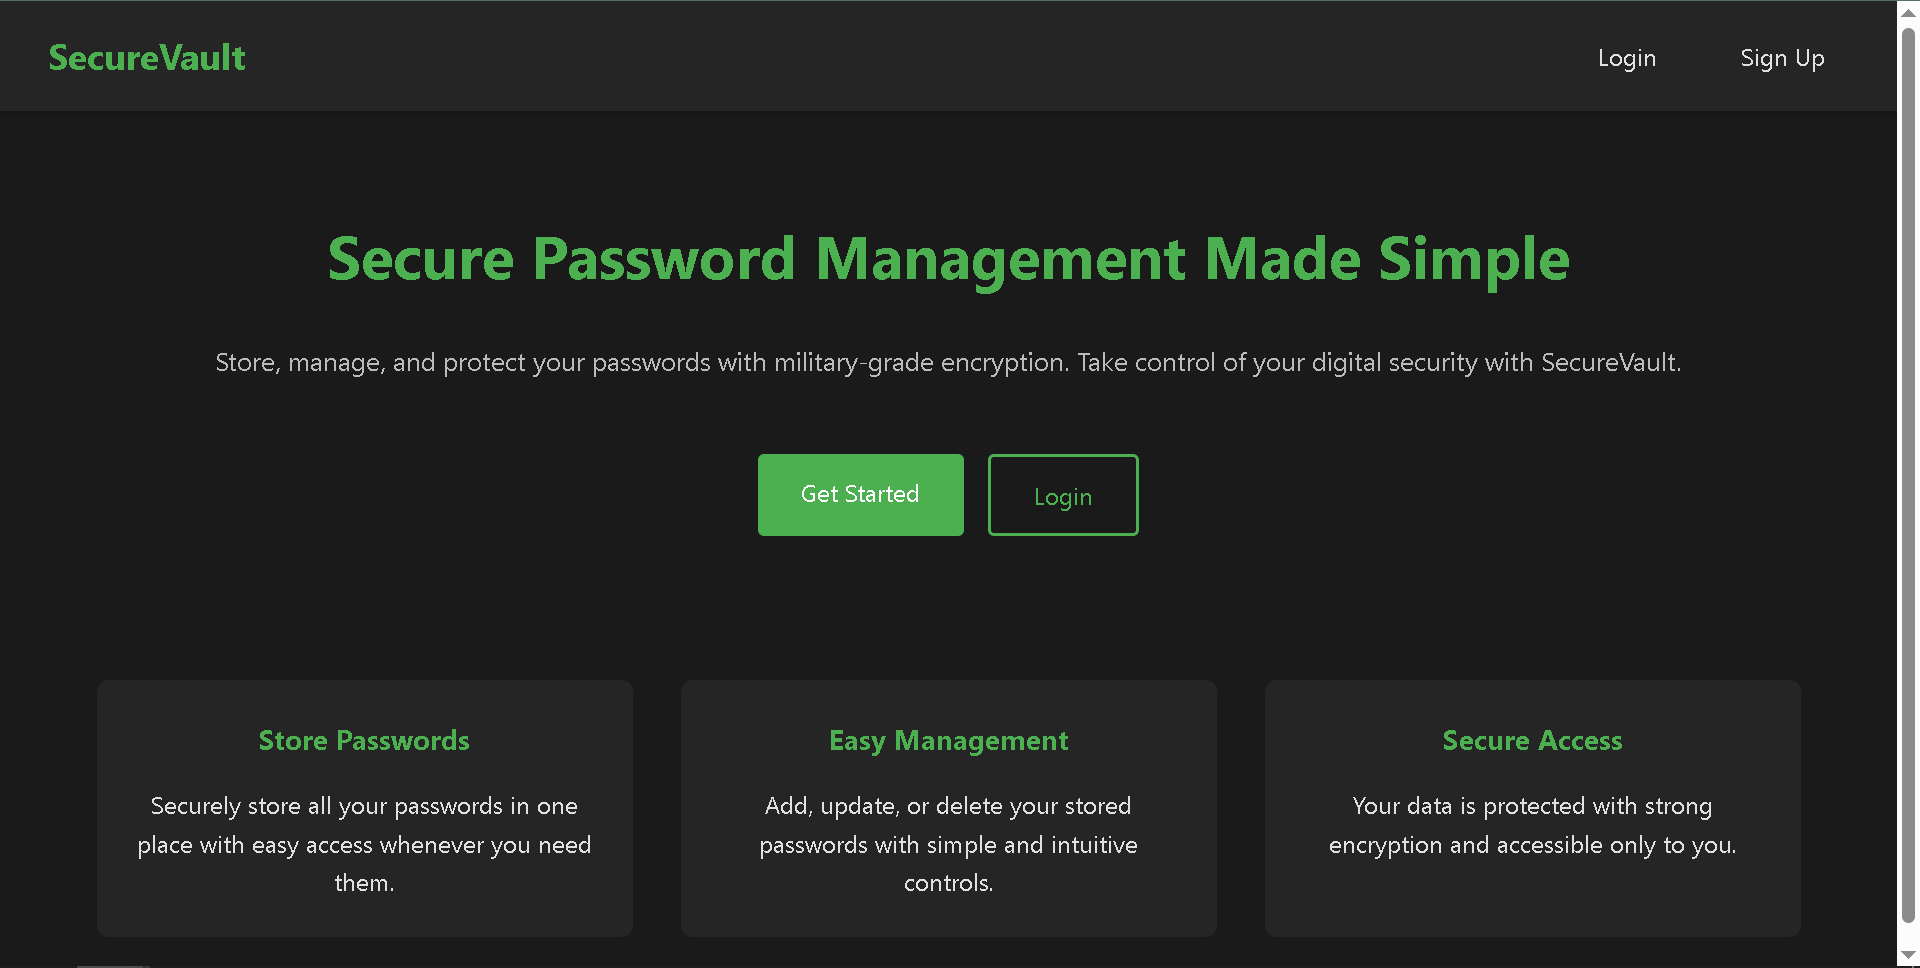 SecureVault
Login
Sign Up
Secure Password Management Made Simple
Store, manage, and protect your passwords with military-grade encryption. Take control of your digital security with SecureVault.
Get Started
Login
Store Passwords
Securely store all your passwords in one
place with easy access whenever you need
them.
Easy Management
Add, update, or delete your stored
passwords with simple and intuitive
controls.
Secure Access
Your data is protected with strong
encryption and accessible only to you.